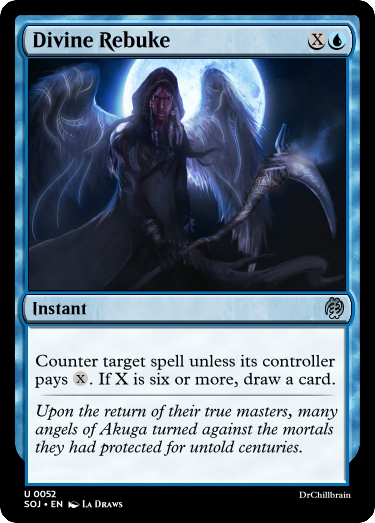 Divine Rebuke X
Instant
Counter target spell unless its controller
pays X. If X is six or more, draw a card.
Upon the return of their true masters, many
angels of Akuga turned against the mortals
they had protected for untold centuries.
U 0052
SOJ • EN La Draws
DrChillbrain